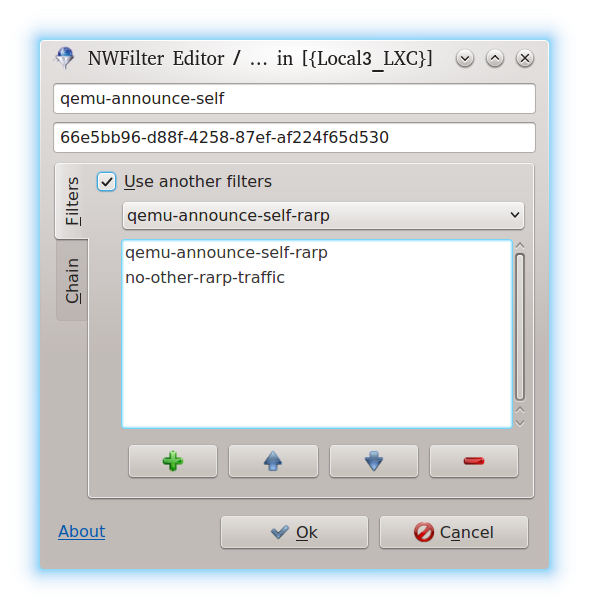 NWFilter Editor / ... in [{Local3_LXC}]
qemu-announce-self
66e5bb96-d88f-4258-87ef-af224f65d530
Filters
Chain
Use another filters
qemu-announce-self-rarp
qemu-announce-self-rarp
no-other-rarp-traffic
About
Ok
Cancel